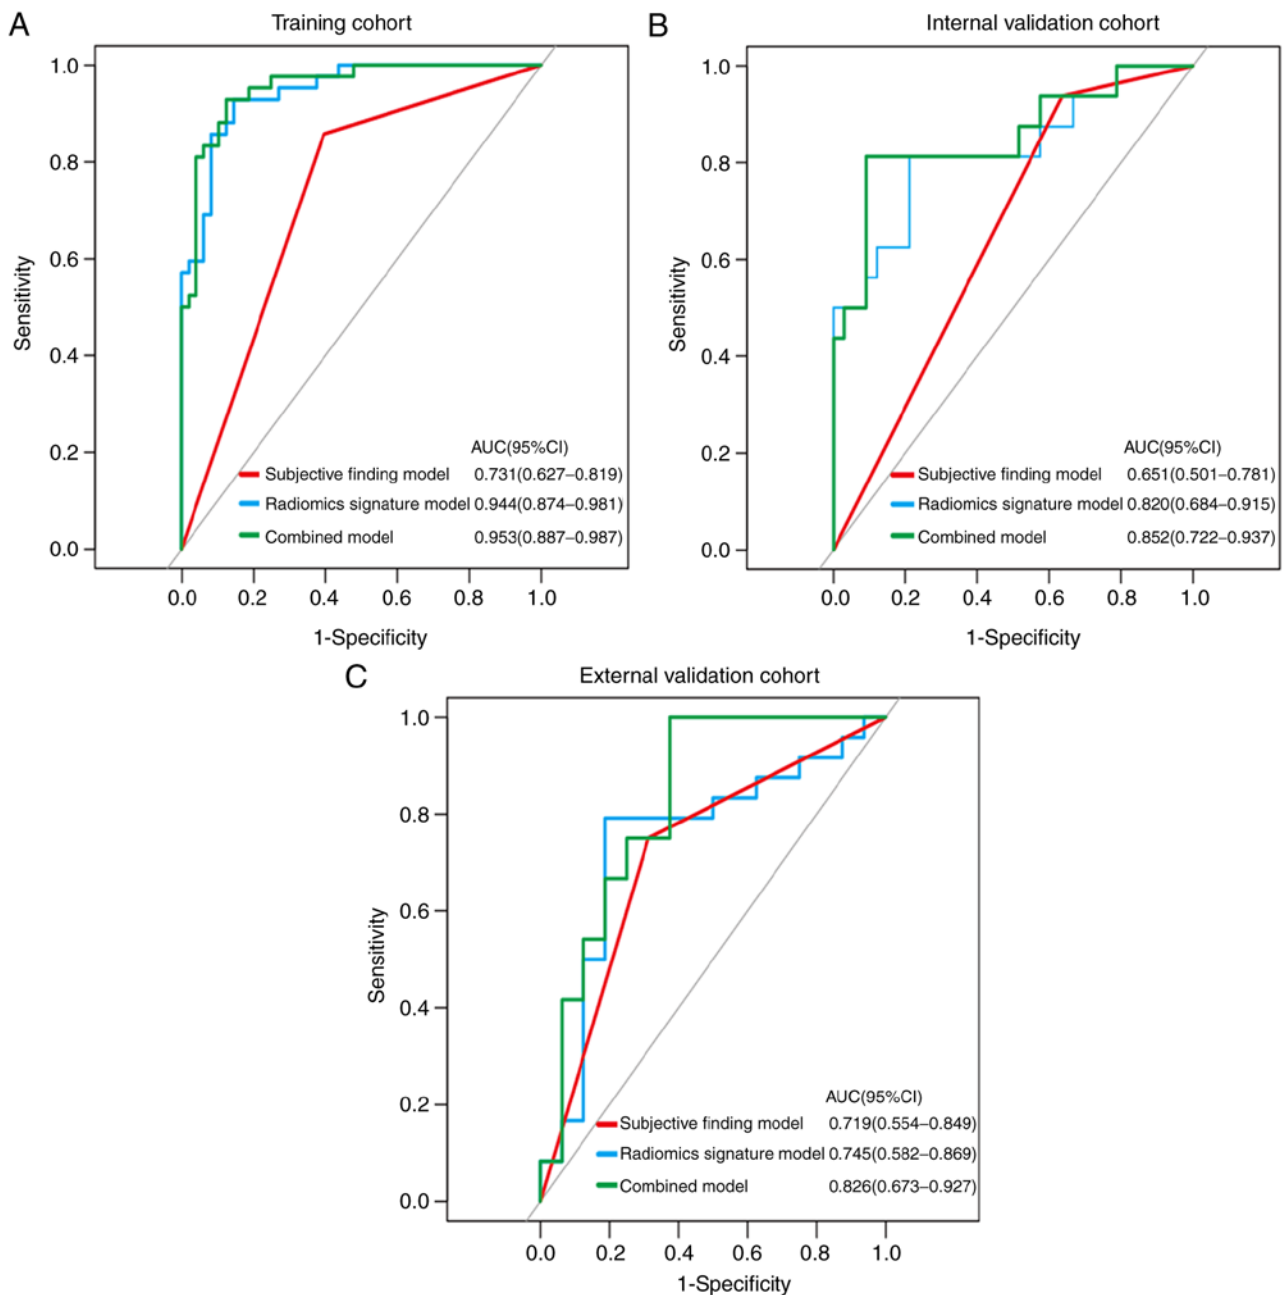 A
Training cohort
1.0
0.8
0.6
0.4
0.2
0.0
Sensitivity
AUC(95%CI)
Subjective finding model 0.731(0.627–0.819)
Radiomics signature model 0.944(0.874–0.981)
Combined model 0.953(0.887–0.987)
0.0 0.2 0.4 0.6 0.8 1.0
1-Specificity
B
Internal validation cohort
1.0
0.8
0.6
0.4
0.2
0.0
Sensitivity
AUC(95%CI)
Subjective finding model 0.651(0.501–0.781)
Radiomics signature model 0.820(0.684–0.915)
Combined model 0.852(0.722–0.937)
0.0 0.2 0.4 0.6 0.8 1.0
1-Specificity
C
External validation cohort
1.0
0.8
0.6
0.4
0.2
0.0
Sensitivity
AUC(95%CI)
Subjective finding model 0.719(0.554–0.849)
Radiomics signature model 0.745(0.582–0.869)
Combined model 0.826(0.673–0.927)
0.0 0.2 0.4 0.6 0.8 1.0
1-Specificity